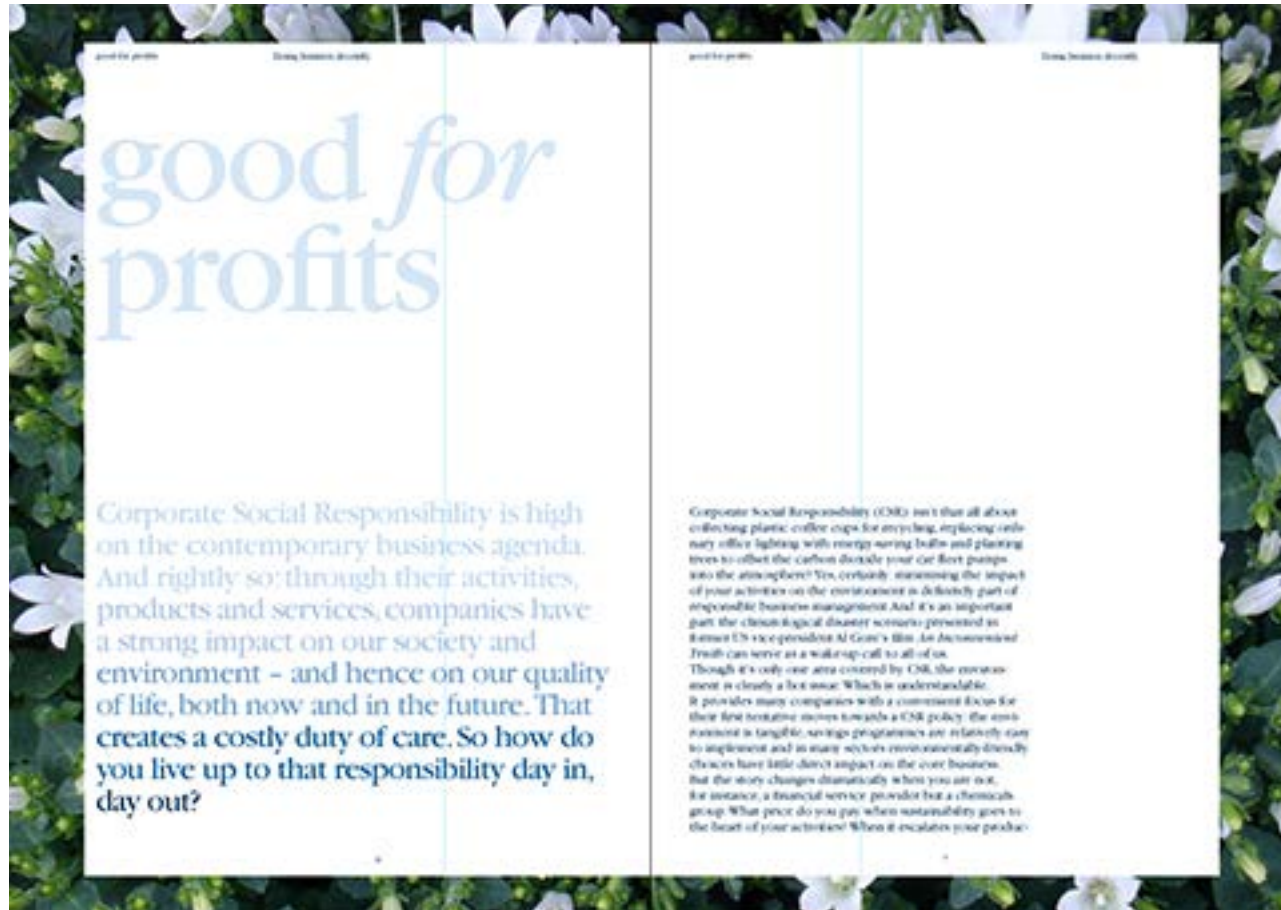 good for profits
Doing business decently
good for profits
Doing business decently
good for
profits
Corporate Social Responsibility is high
on the contemporary business agenda.
And rightly so: through their activities,
products and services, companies have
a strong impact on our society and
environment – and hence on our quality
of life, both now and in the future. That
creates a costly duty of care. So how do
you live up to that responsibility day in,
day out?
Corporate Social Responsibility (CSR): isn't that all about
collecting plastic coffee cups for recycling, replacing ordi-
nary office lighting with energy-saving bulbs and planting
trees to offset the carbon dioxide your car fleet pumps
into the atmosphere? Yes, certainly: minimising the impact
of your activities on the environment is definitely part of
responsible business management. And it's an important
part: the climatological disaster scenario presented in
former US vice-president Al Gore's film An Inconvenient
Truth can serve as a wake-up call to all of us.
Though it's only one area covered by CSR, the environ-
ment is clearly a hot issue. Which is understandable.
It provides many companies with a convenient focus for
their first tentative moves towards a CSR policy: the envi-
ronment is tangible, savings programmes are relatively easy
to implement and in many sectors environmentally-friendly
choices have little direct impact on the core business.
But the story changes dramatically when you are not,
for instance, a financial service provider but a chemicals
group. What price do you pay when sustainability goes to
the heart of your activities? When it escalates your produc-